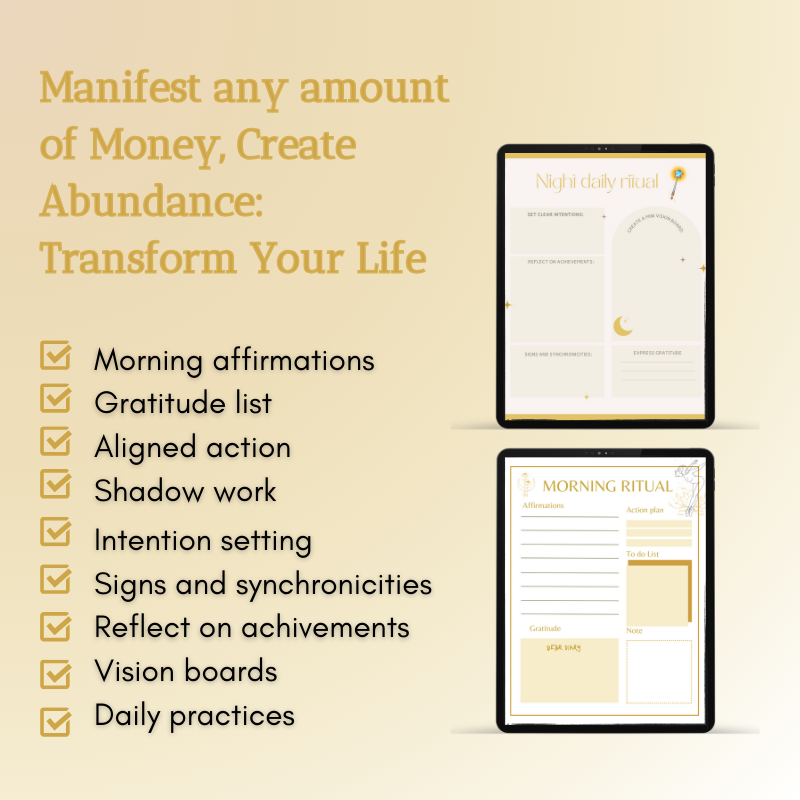 Manifest any amount
of Money, Create
Abundance:
Transform Your Life
Morning affirmations
Gratitude list
Aligned action
Shadow work
Intention setting
Signs and synchronicities
Reflect on achivements
Vision boards
Daily practices
Night daily ritual
SET CLEAR INTENTIONS:
CREATE A MINI VISION BOARD:
REFLECT ON ACHIEVEMENTS:
SIGNS AND SYNCHRONICITIES:
EXPRESS GRATITUDE:
MORNING RITUAL
Affirmations
Action plan
To do List
Gratitude
Note
DEAR DIARY